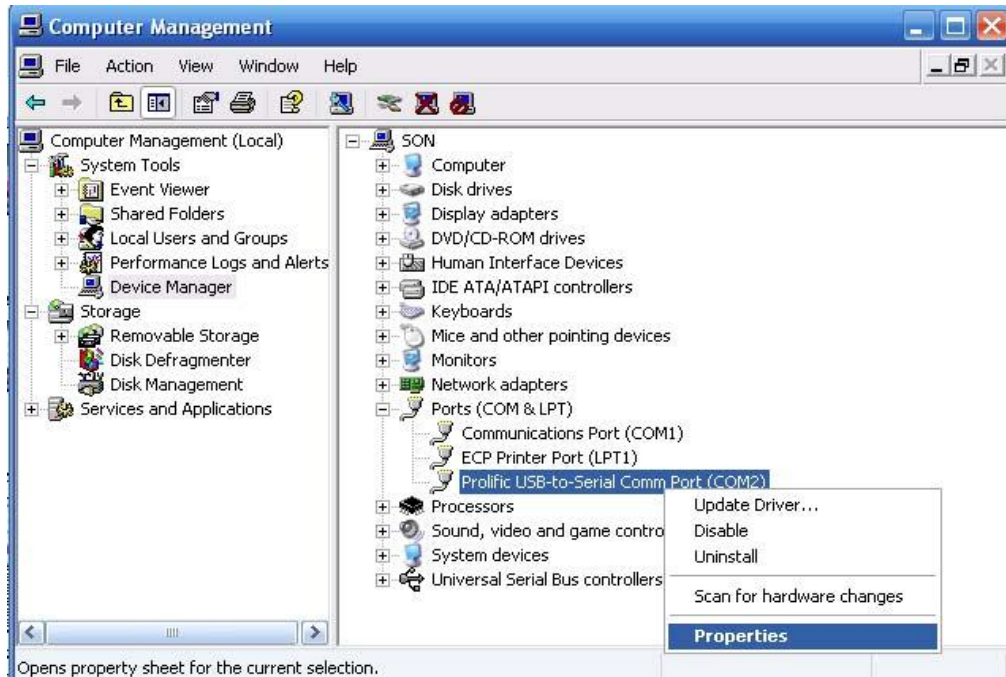 Computer Management
File Action View Window Help
Computer Management (Local)
System Tools
Event Viewer
Shared Folders
Local Users and Groups
Performance Logs and Alerts
Device Manager
Storage
Removable Storage
Disk Defragmenter
Disk Management
Services and Applications
SON
Computer
Disk drives
Display adapters
DVD/CD-ROM drives
Human Interface Devices
IDE ATA/ATAPI controllers
Keyboards
Mice and other pointing devices
Monitors
Network adapters
Ports (COM & LPT)
Communications Port (COM1)
ECP Printer Port (LPT1)
Prolific USB-to-Serial Comm Port (COM2)
Processors
Sound, video and game contro
System devices
Universal Serial Bus controllers
Update Driver...
Disable
Uninstall
Scan for hardware changes
Properties
Opens property sheet for the current selection.